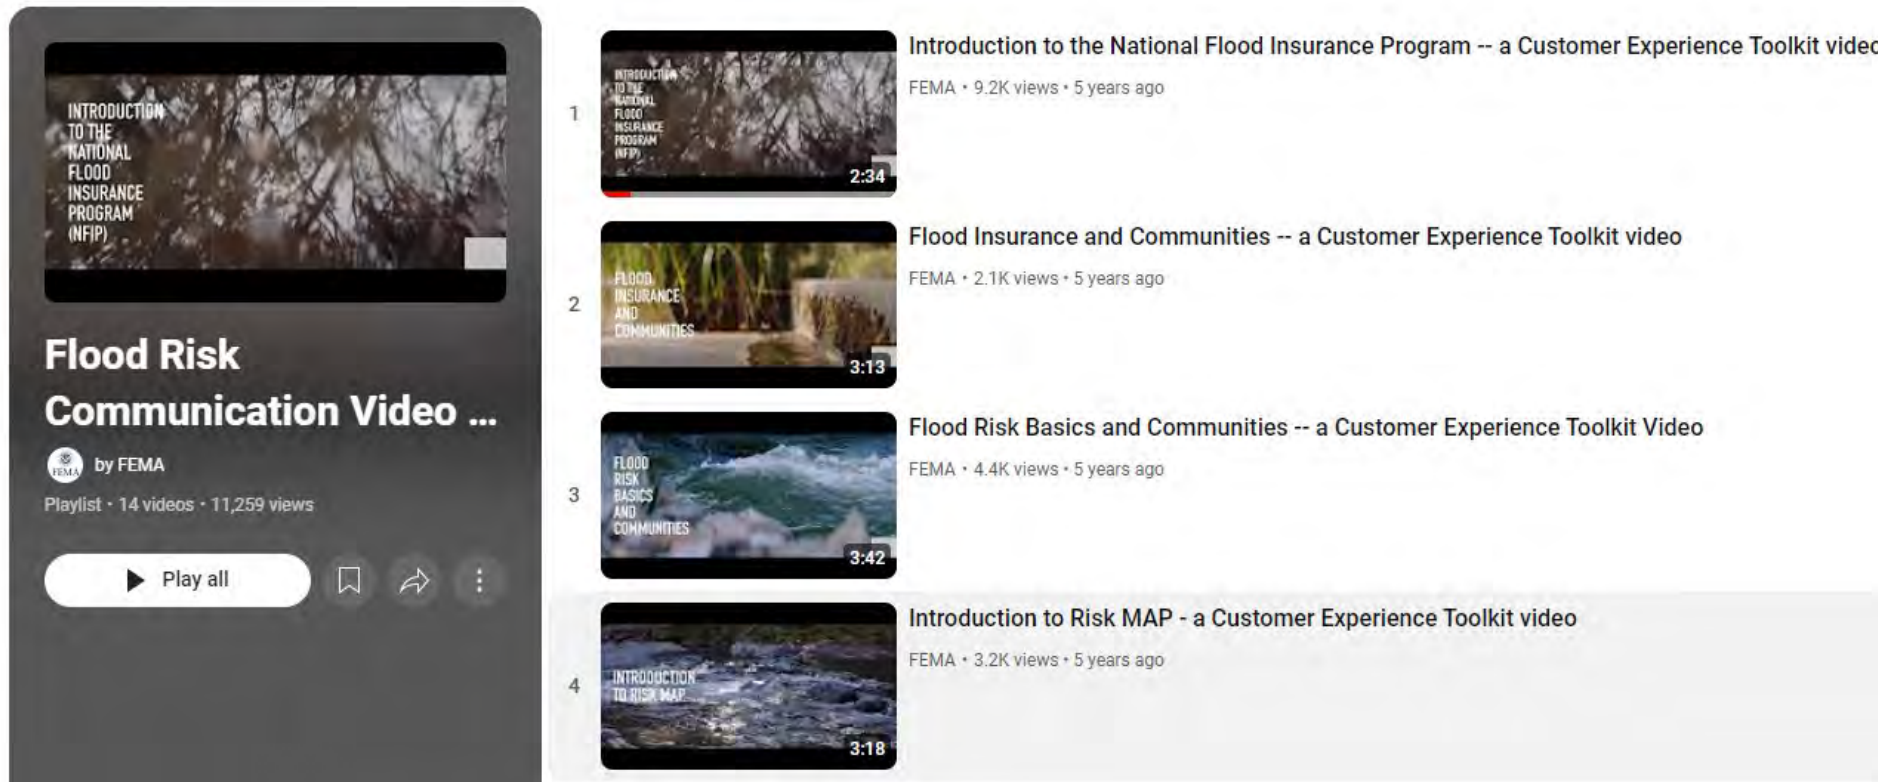 INTRODUCTION
TO THE
NATIONAL
FLOOD
INSURANCE
PROGRAM
(NFIP)
Flood Risk
Communication Video ...
FEMA
by FEMA
Playlist • 14 videos • 11,259 views
Play all
1
INTRODUCTION
TO THE
NATIONAL
FLOOD
INSURANCE
PROGRAM
(NFIP)
2:34
Introduction to the National Flood Insurance Program -- a Customer Experience Toolkit video
FEMA • 9.2K views • 5 years ago
2
FLOOD
INSURANCE
AND
COMMUNITIES
3:13
Flood Insurance and Communities -- a Customer Experience Toolkit video
FEMA • 2.1K views • 5 years ago
3
FLOOD
RISK
BASICS
AND
COMMUNITIES
3:42
Flood Risk Basics and Communities -- a Customer Experience Toolkit Video
FEMA • 4.4K views • 5 years ago
4
INTRODUCTION
TO RISK MAP
3:18
Introduction to Risk MAP - a Customer Experience Toolkit video
FEMA • 3.2K views • 5 years ago